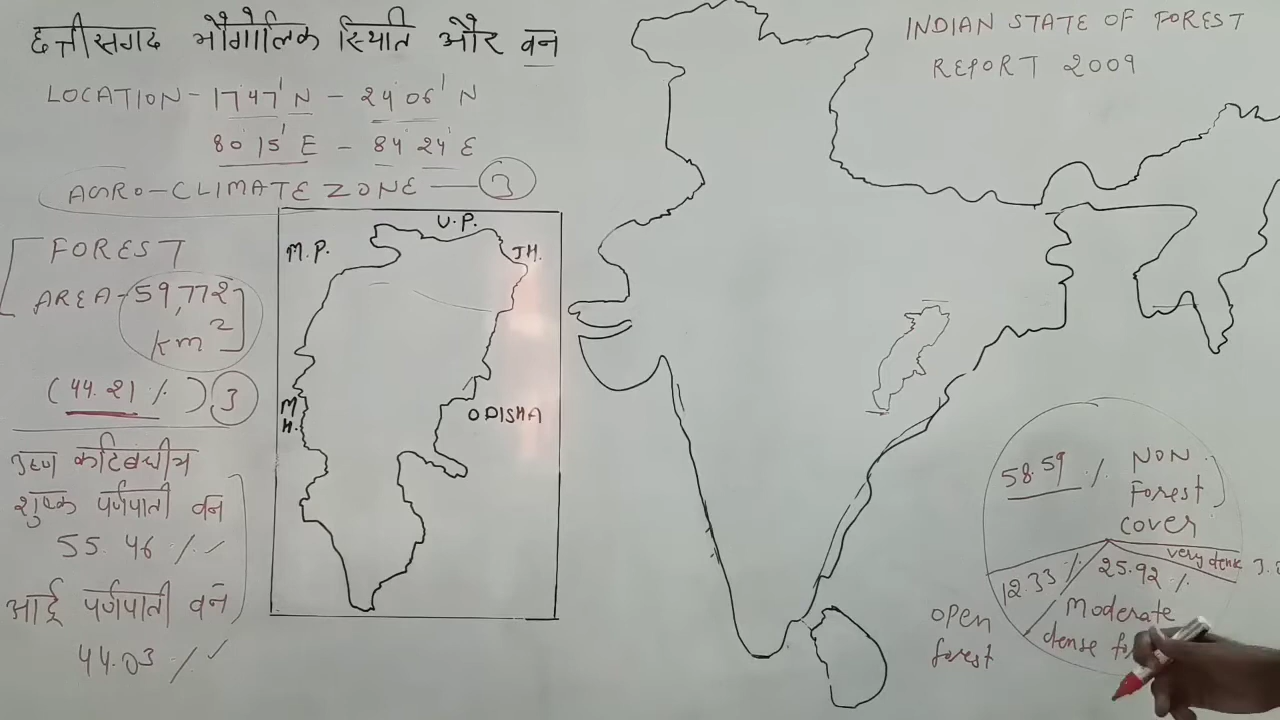 छत्तीसगढ भौगोलिक स्थिति और वन
LOCATION - 17°47' N - 24°06' N
80°15' E - 84°24' E
AGRO-CLIMATE ZONE — 3
FOREST
AREA - 59,772
km²
(44.21 %) 3
उष्ण कटिबंधीय
शुष्क पर्णपाती वन
55.46 %
आर्द्र पर्णपाती वन
44.03 %
U.P.
M.P.
JH.
M
H.
ODISHA
INDIAN STATE OF FOREST
REPORT 2009
58.59 % NON
Forest
cover
very dense
12.33 %
25.92 %
Moderate
dense
open
forest